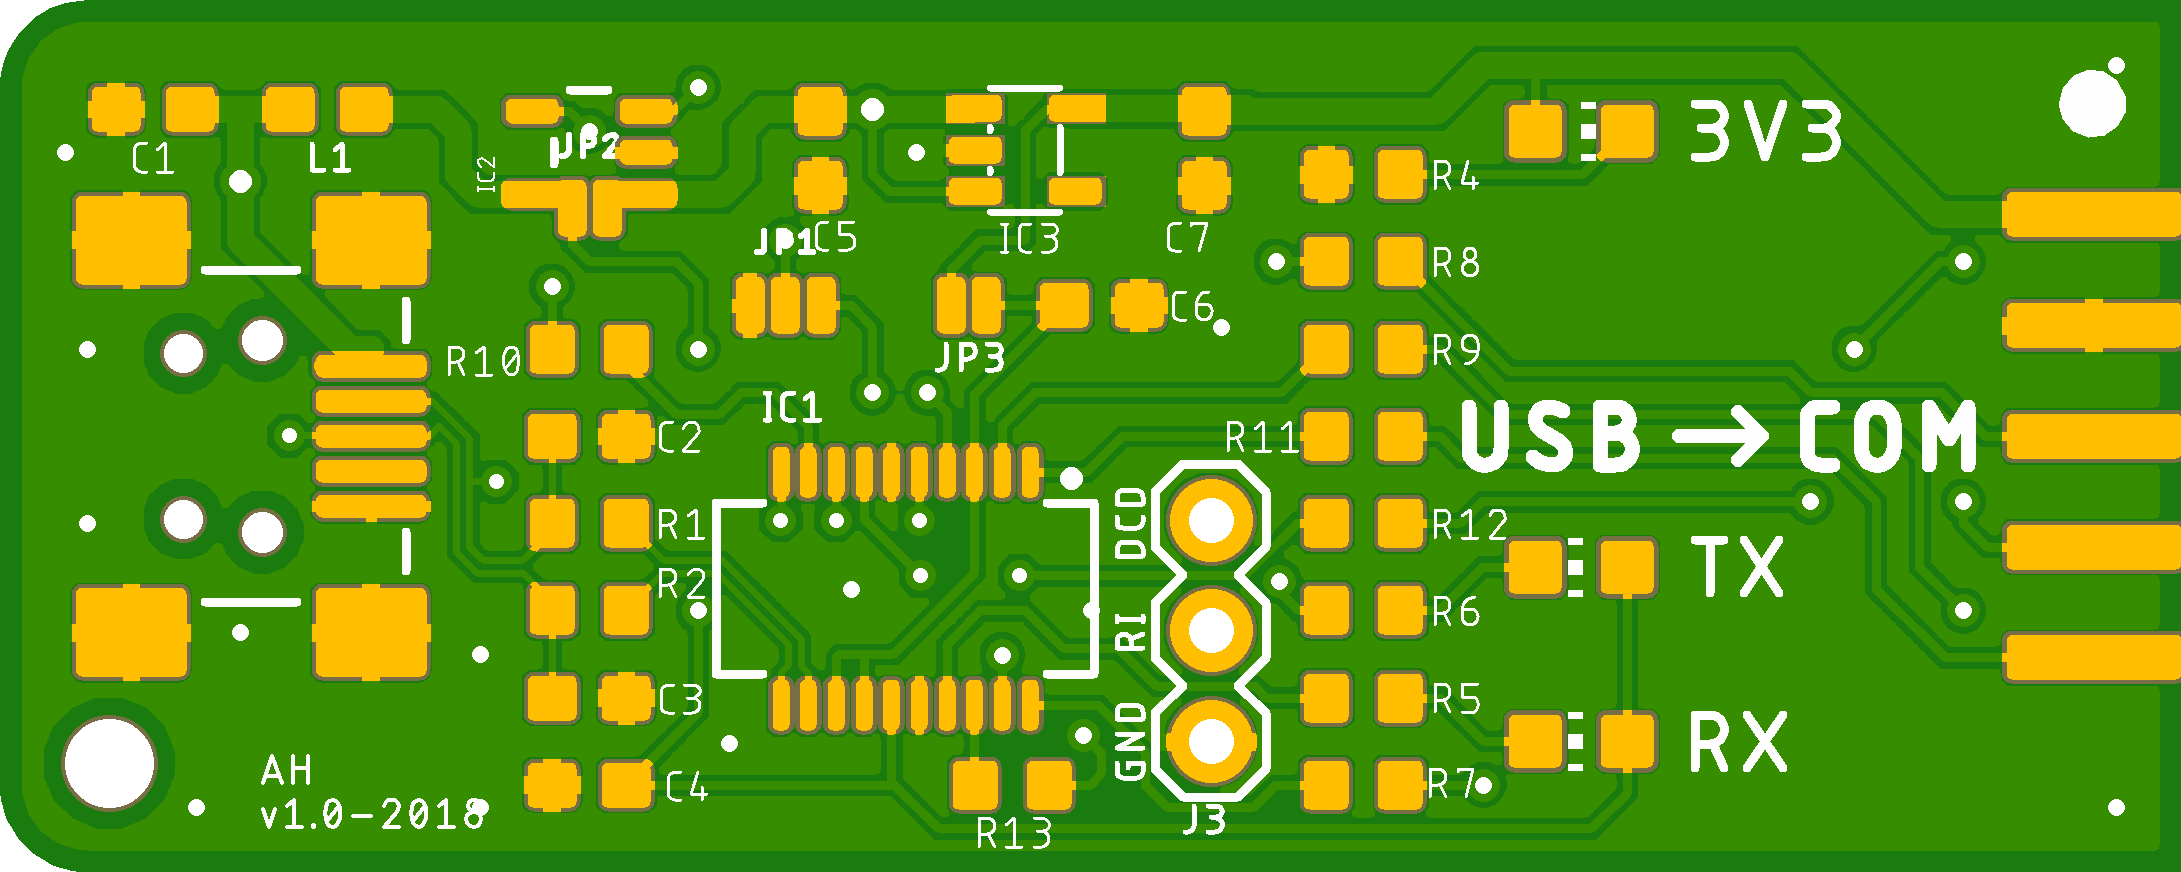 3V3
JP2
C1
L1
IC2
R4
JP1
C5
IC3
C7
R8
C6
R10
JP3
R9
IC1
C2
R11
USB→COM
R1
DCD
R12
TX
R2
RI
R6
C3
R5
GND
RX
AH
C4
R7
v1.0-2018
J3
R13